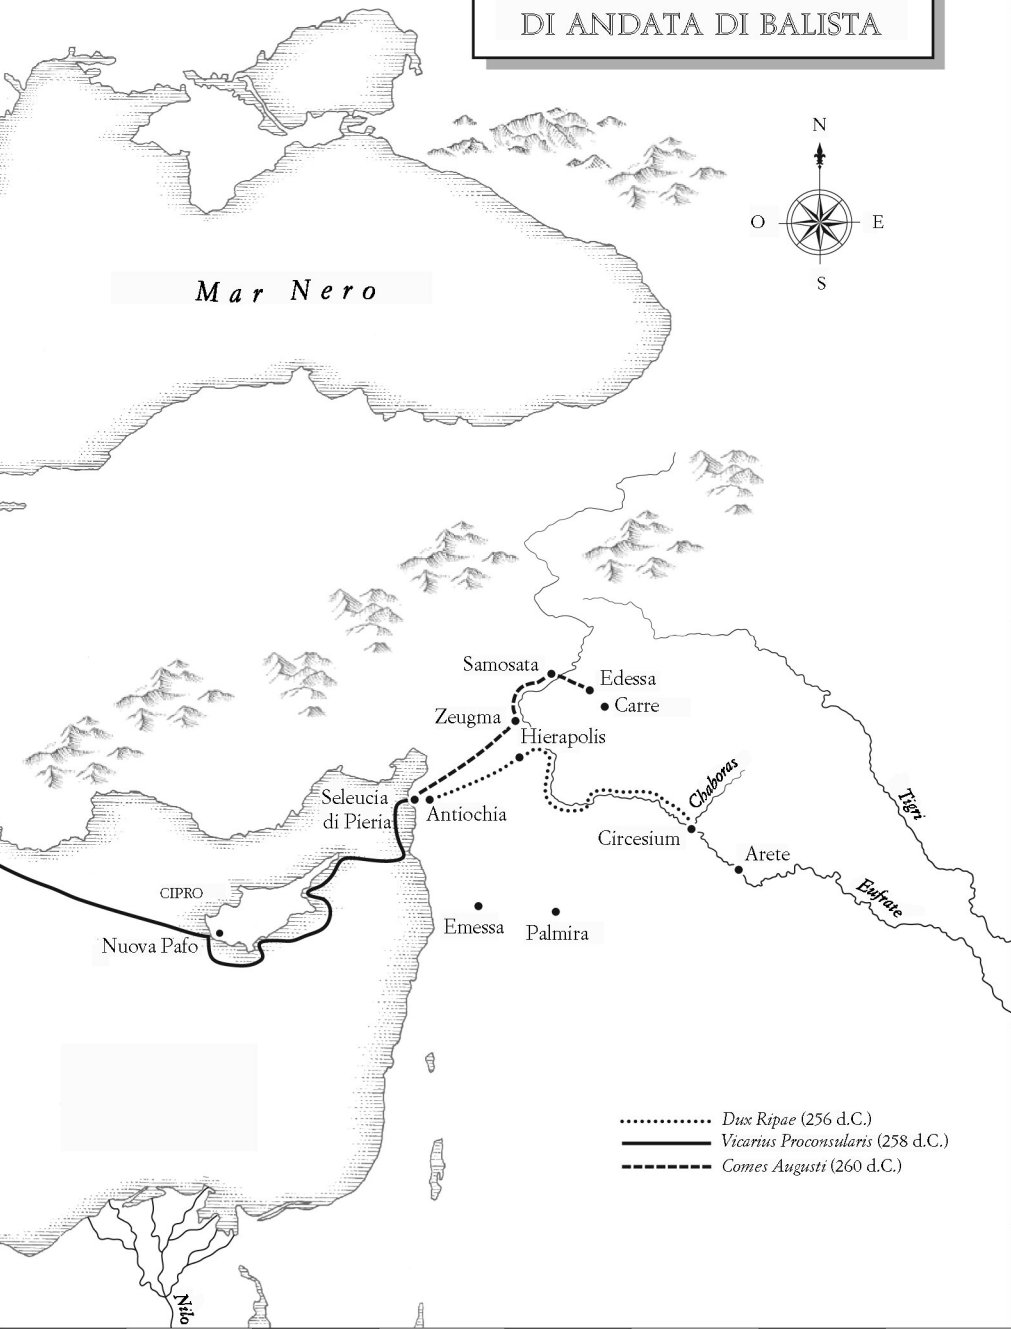 DI ANDATA DI BALISTA
N
O
E
S
Mar Nero
Samosata
Edessa
Carre
Zeugma
Hierapolis
Chaboras
Tigri
Seleucia
di Pieria
Antiochia
Circesium
Arete
Eufrate
CIPRO
Emessa
Palmira
Nuova Pafo
Dux Ripae (256 d.C.)
Vicarius Proconsularis (258 d.C.)
Comes Augusti (260 d.C.)
Nilo